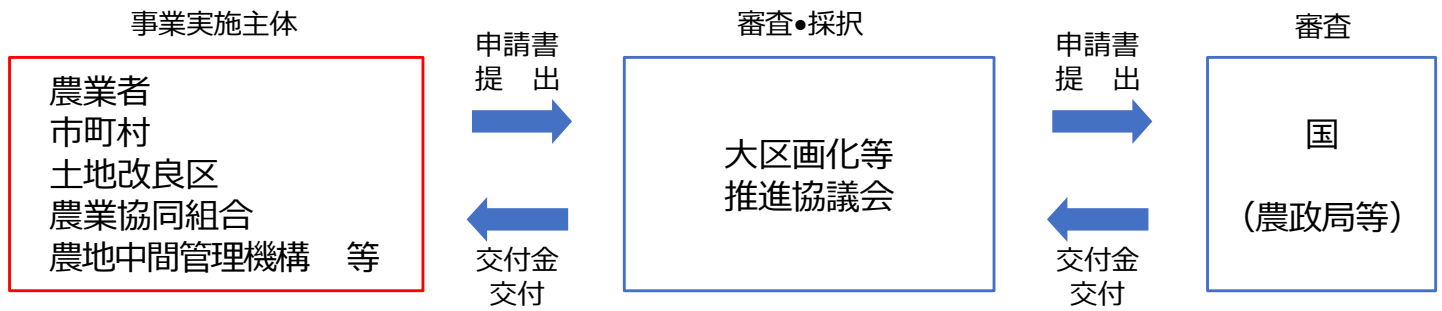 事業実施主体
農業者
市町村
土地改良区
農業協同組合
農地中間管理機構　等
申請書
提　出
交付金
交付
審査•採択
大区画化等
推進協議会
申請書
提　出
交付金
交付
審査
国
（農政局等）